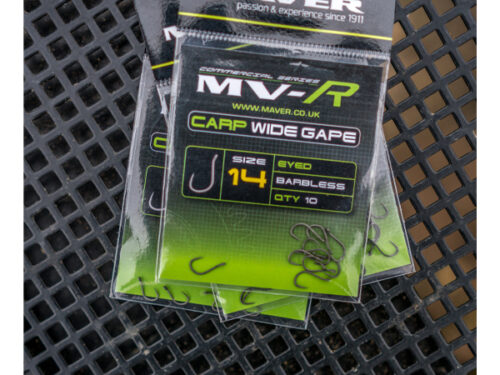 passion & experience since 1911
COMMERCIAL SERIES
MV-R
WWW.MAVER.CO.UK
CARP WIDE GAPE
SIZE
14
EYED
BARBLESS
QTY 10